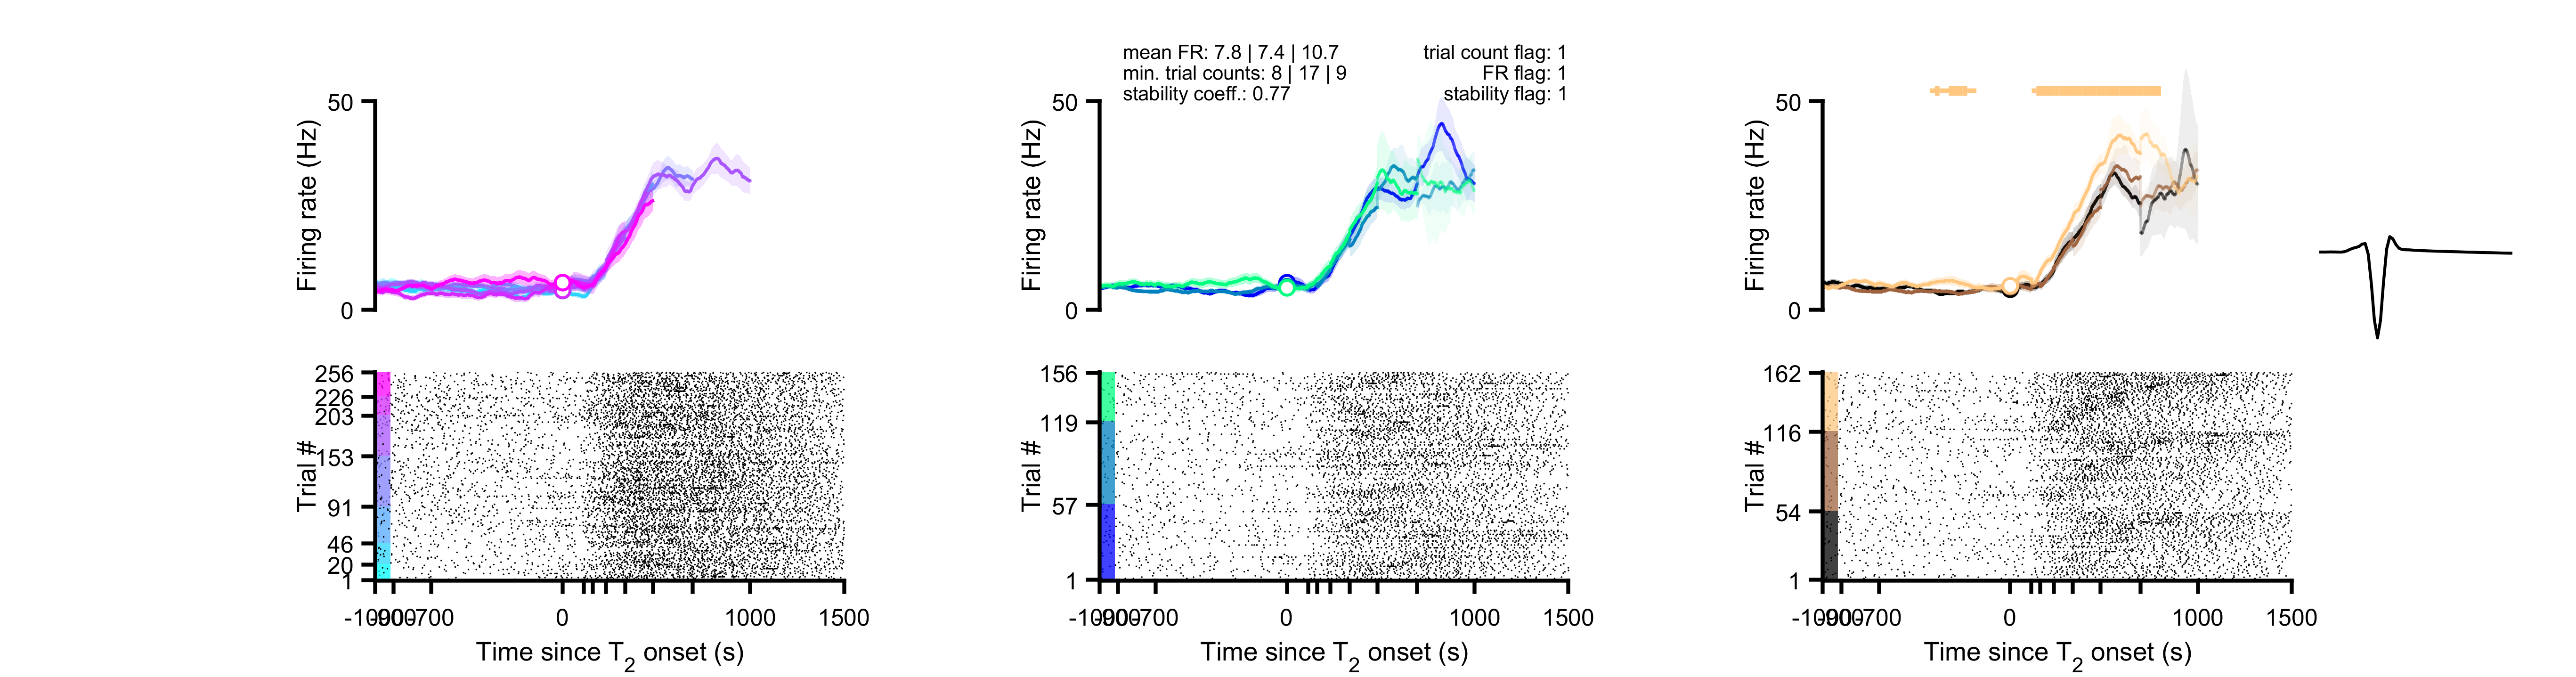 mean FR: 7.8 | 7.4 | 10.7
min. trial counts: 8 | 17 | 9
stability coeff.: 0.77
trial count flag: 1
FR flag: 1
stability flag: 1
50
Firing rate (Hz)
0
50
Firing rate (Hz)
0
50
Firing rate (Hz)
0
256
226
203
153
91
46
20
1
Trial #
156
119
57
1
Trial #
162
116
54
1
Trial #
-1000 -900 -700 0 1000 1500
Time since T2 onset (s)
-1000 -900 -700 0 1000 1500
Time since T2 onset (s)
-1000 -900 -700 0 1000 1500
Time since T2 onset (s)